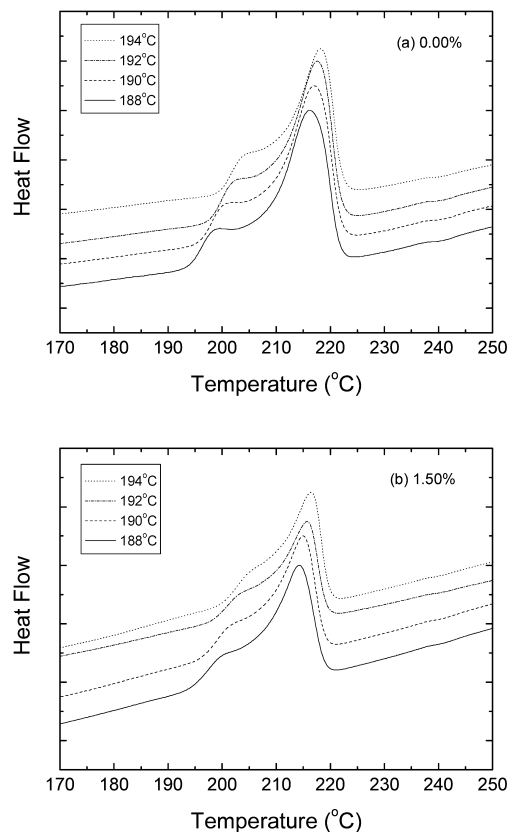 194°C
192°C
190°C
188°C
(a) 0.00%
Heat Flow
170 180 190 200 210 220 230 240 250
Temperature (°C)
194°C
192°C
190°C
188°C
(b) 1.50%
Heat Flow
170 180 190 200 210 220 230 240 250
Temperature (°C)